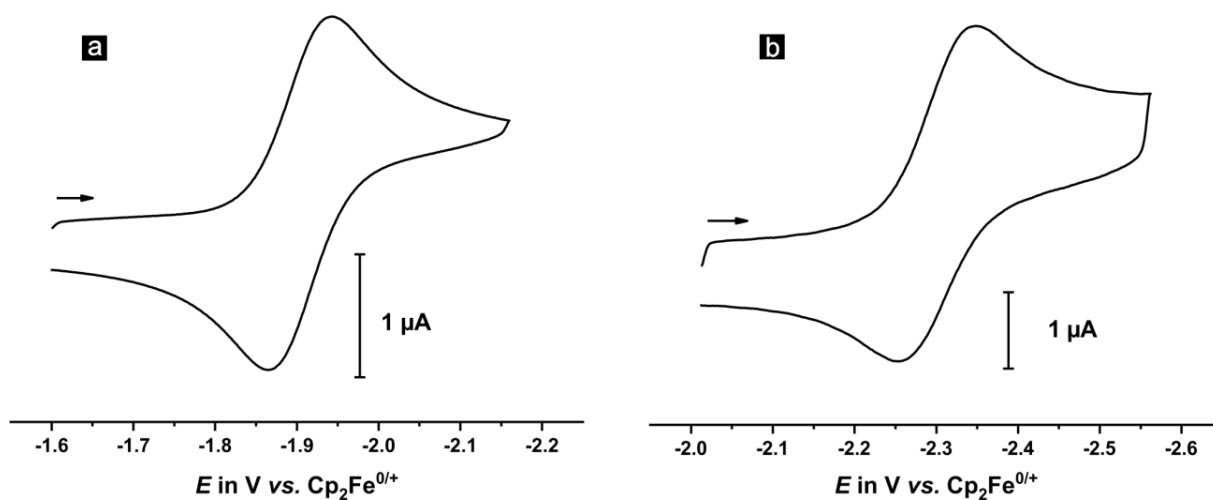 a
1 µA
-1.6 -1.7 -1.8 -1.9 -2.0 -2.1 -2.2
E in V vs. Cp₂Fe⁰/⁺
b
1 µA
-2.0 -2.1 -2.2 -2.3 -2.4 -2.5 -2.6
E in V vs. Cp₂Fe⁰/⁺